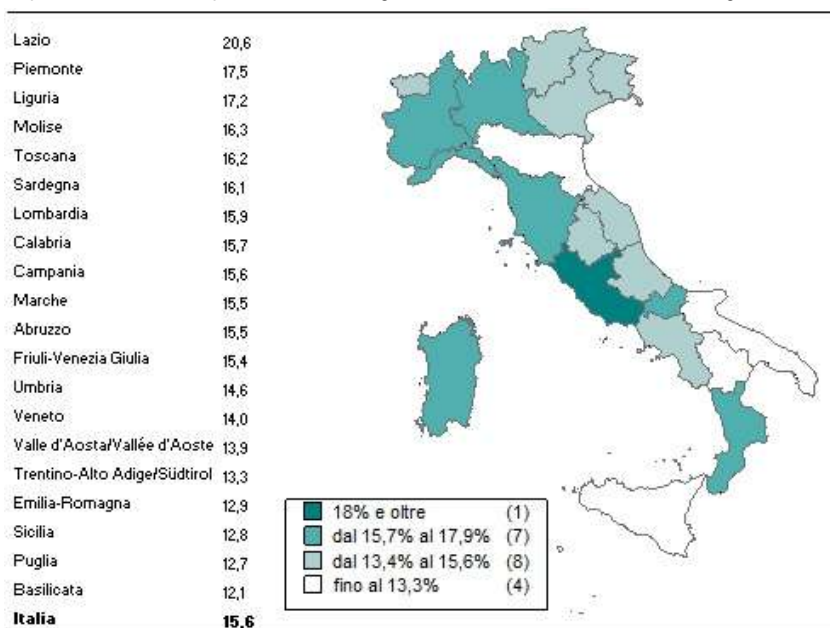 Lazio 20,6
Piemonte 17,5
Liguria 17,2
Molise 16,3
Toscana 16,2
Sardegna 16,1
Lombardia 15,9
Calabria 15,7
Campania 15,6
Marche 15,5
Abruzzo 15,5
Friuli-Venezia Giulia 15,4
Umbria 14,6
Veneto 14,0
Valle d'Aosta/Vallée d'Aoste 13,9
Trentino-Alto Adige/Südtirol 13,3
Emilia-Romagna 12,9
Sicilia 12,8
Puglia 12,7
Basilicata 12,1
Italia 15,6
18% e oltre (1)
dal 15,7% al 17,9% (7)
dal 13,4% al 15,6% (8)
fino al 13,3% (4)